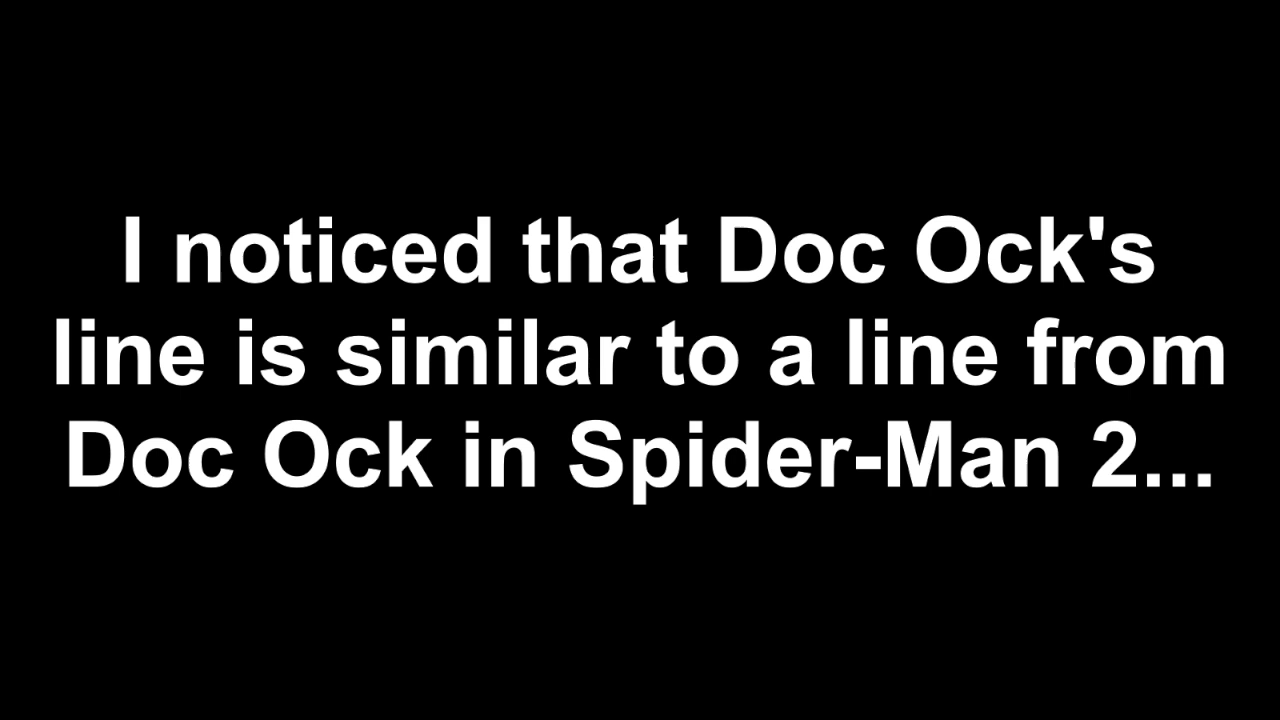 I noticed that Doc Ock's
line is similar to a line from
Doc Ock in Spider-Man 2...